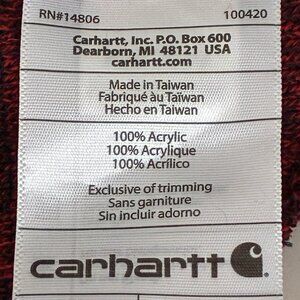 RN#14806 100420
Carhartt, Inc. P.O. Box 600
Dearborn, MI 48121 USA
carhartt.com
Made in Taiwan
Fabriqué au Taïwan
Hecho en Taiwan
100% Acrylic
100% Acrylique
100% Acrílico
Exclusive of trimming
Sans garniture
Sin incluir adorno
carhartt